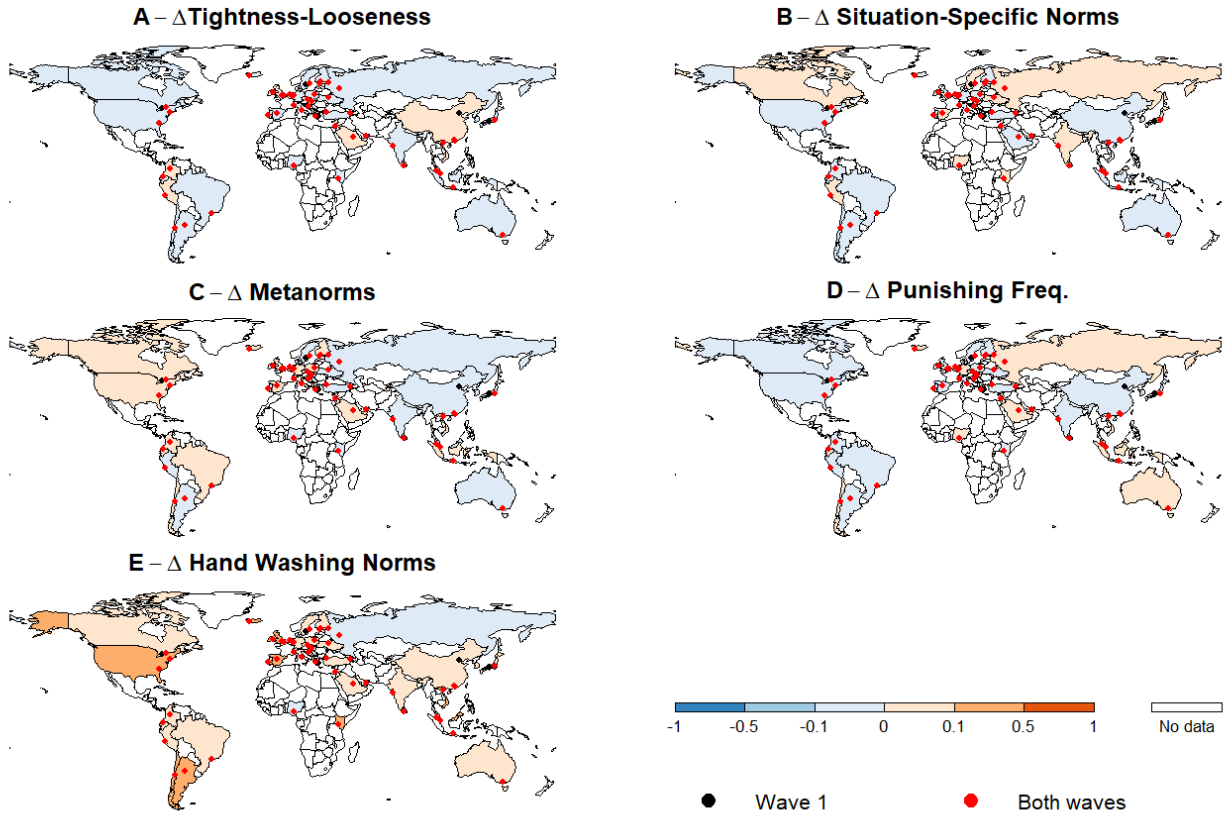 A – Δ Tightness-Looseness
B – Δ Situation-Specific Norms
C – Δ Metanorms
D – Δ Punishing Freq.
E – Δ Hand Washing Norms
-1 -0.5 -0.1 0 0.1 0.5 1 No data
Wave 1 Both waves